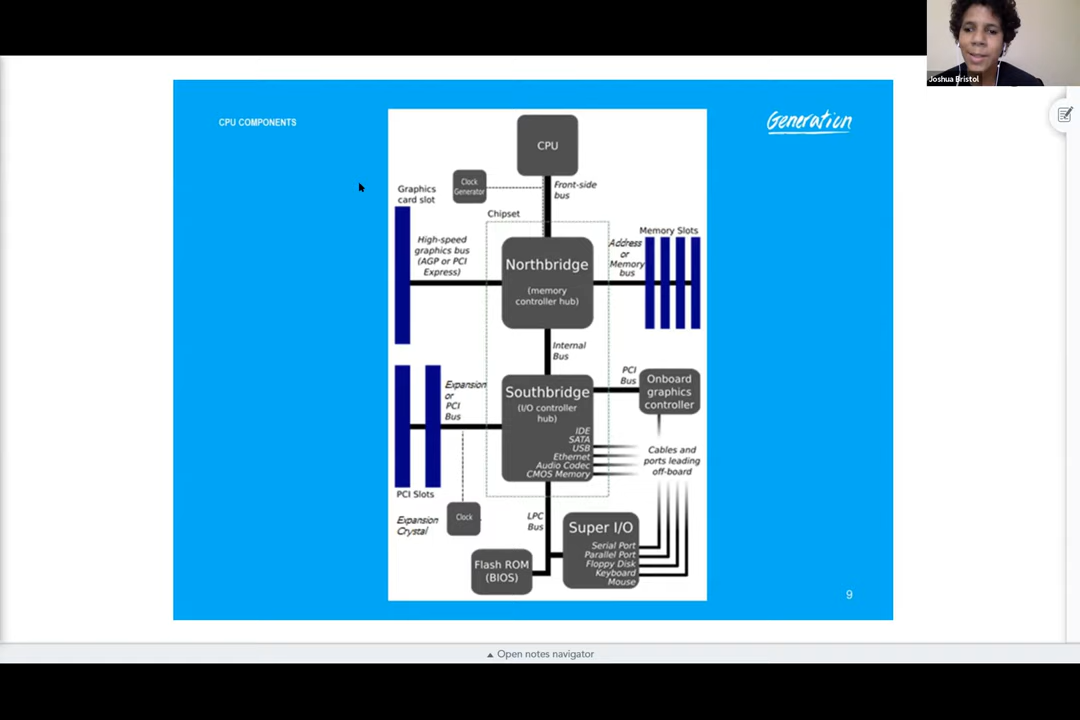 Joshua Bristol
CPU COMPONENTS
Generation
CPU
Clock
Generator
Front-side
bus
Graphics
card slot
Chipset
High-speed
graphics bus
(AGP or PCI
Express)
Northbridge
(memory
controller hub)
Address
or
Memory
bus
Memory Slots
Internal
Bus
Expansion
or
PCI
Bus
Southbridge
(I/O controller
hub)
IDE
SATA
USB
Ethernet
Audio Codec
CMOS Memory
PCI
Bus
Onboard
graphics
controller
Cables and
ports leading
off-board
PCI Slots
Expansion
Crystal
Clock
LPC
Bus
Super I/O
Serial Port
Parallel Port
Floppy Disk
Keyboard
Mouse
Flash ROM
(BIOS)
9
▲ Open notes navigator